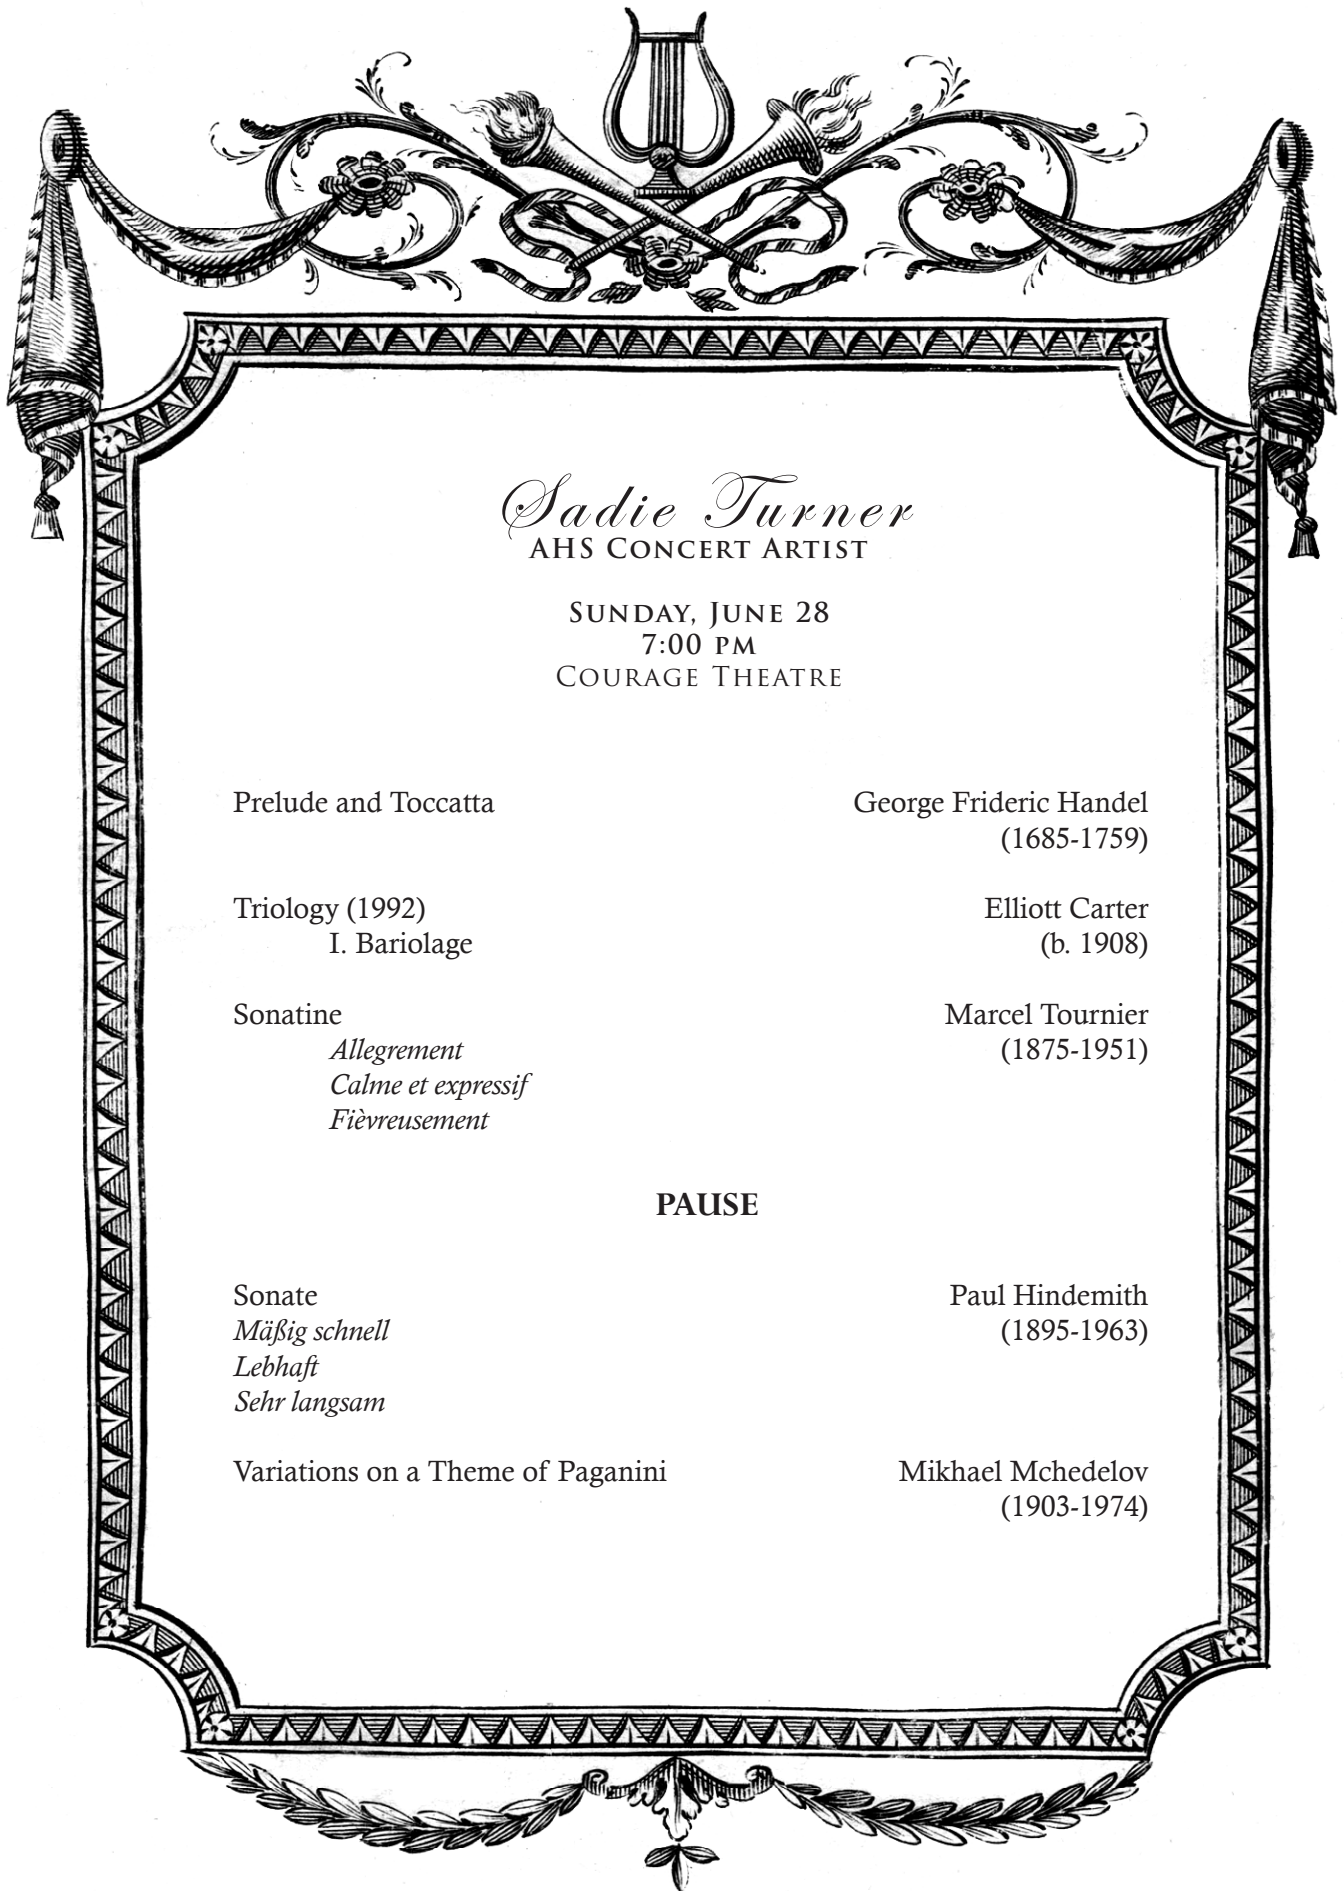 Sadie Turner
AHS Concert Artist
Sunday, June 28
7:00 pm
Courage Theatre
Prelude and Toccatta George Frideric Handel
(1685-1759)
Triology (1992) Elliott Carter
I. Bariolage (b. 1908)
Sonatine Marcel Tournier
Allegrement (1875-1951)
Calme et expressif
Fièvreusement
PAUSE
Sonate Paul Hindemith
Mäßig schnell (1895-1963)
Lebhaft
Sehr langsam
Variations on a Theme of Paganini Mikhael Mchedelov
(1903-1974)